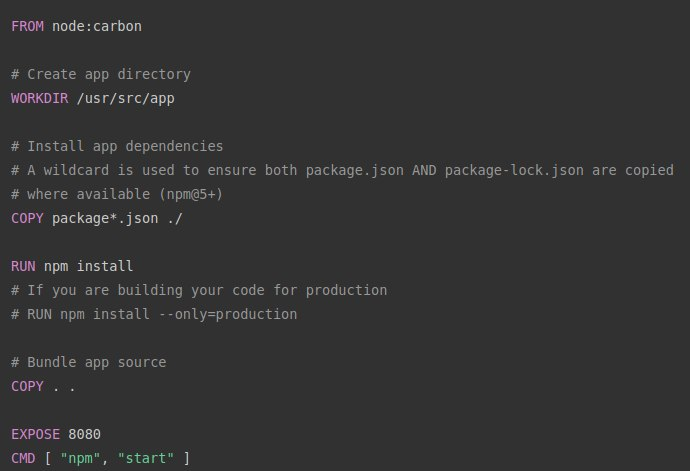 FROM node:carbon
# Create app directory
WORKDIR /usr/src/app
# Install app dependencies
# A wildcard is used to ensure both package.json AND package-lock.json are copied
# where available (npm@5+)
COPY package*.json ./
RUN npm install
# If you are building your code for production
# RUN npm install --only=production
# Bundle app source
COPY . .
EXPOSE 8080
CMD [ "npm", "start" ]